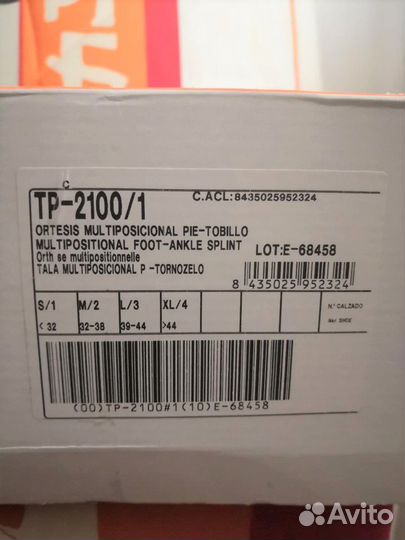 C
TP-2100/1
C.ACL:8435025952324
ORTESIS MULTIPOSICIONAL PIE-TOBILLO
MULTIPOSITIONAL FOOT-ANKLE SPLINT
LOT:E-68458
Orth se multipositionnelle
TALA MULTIPOSICIONAL P -TORNOZELO
8 435025 952324
S/1 M/2 L/3 XL/4 N.º CALZADO
< 32 32-38 39-44 >44 SHOE
(00)TP-2100#1(10)E-68458
Avito